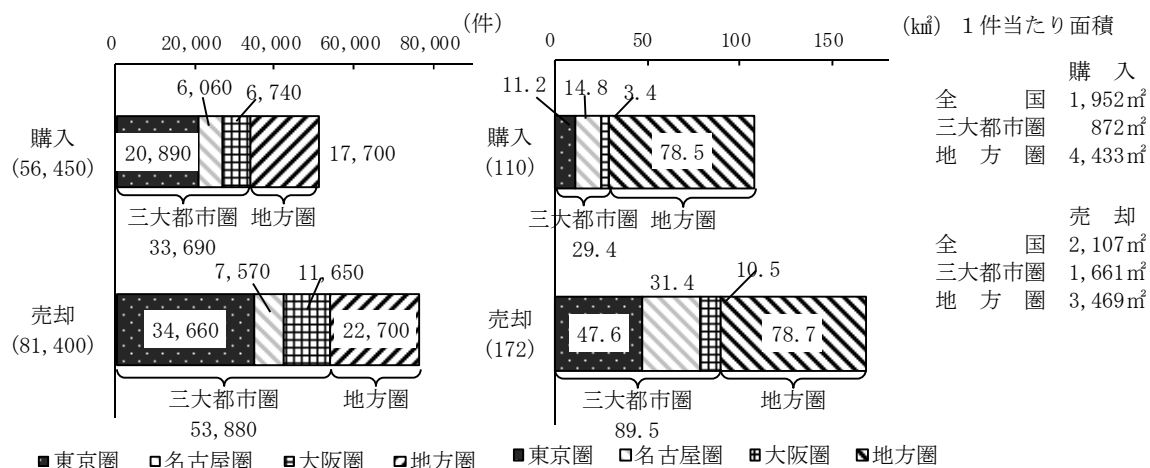 (件)
0 20,000 40,000 60,000 80,000
6,060 6,740
購入
(56,450)
20,890
17,700
三大都市圏 地方圏
33,690
7,570 11,650
売却
(81,400)
34,660
22,700
三大都市圏 地方圏
53,880
■東京圏 □名古屋圏 大阪圏 地方圏
(k㎡)
0 50 100 150
11.2 14.8 3.4
購入
(110)
78.5
三大都市圏 地方圏
29.4
31.4 10.5
売却
(172)
47.6
78.7
三大都市圏 地方圏
89.5
東京圏 名古屋圏 大阪圏 地方圏
1件当たり面積
購 入
全 国 1,952㎡
三大都市圏 872㎡
地 方 圏 4,433㎡
売 却
全 国 2,107㎡
三大都市圏 1,661㎡
地 方 圏 3,469㎡